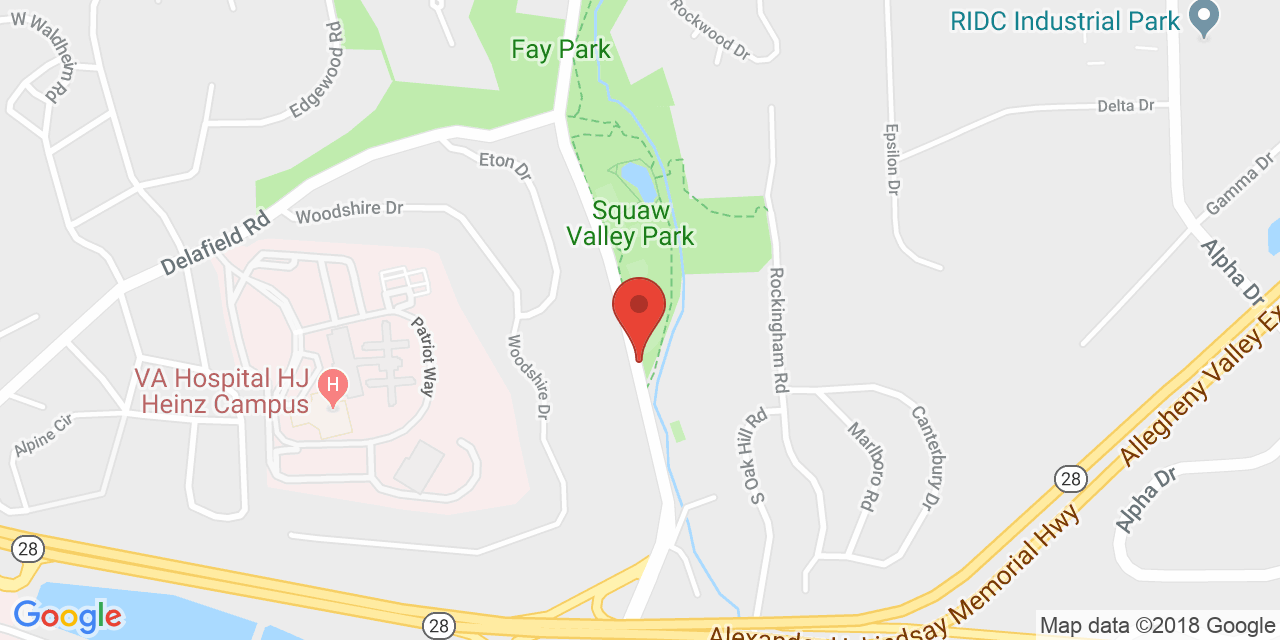 W Waldheim Rd
Edgewood Rd
Fay Park
Rockwood Dr
RIDC Industrial Park
Delta Dr
Epsilon Dr
Gamma Dr
Eton Dr
Woodshire Dr
Squaw
Valley Park
Delafield Rd
Alpha Dr
Patriot Way
Rockingham Rd
Woodshire Dr
VA Hospital HJ
Heinz Campus
H
Alpine Cir
S Oak Hill Rd
Marlboro Rd
Canterbury Dr
Allegheny Valley Ex
28
Alpha Dr
28
28
Memorial Hwy
Google
Map data ©2018 Google